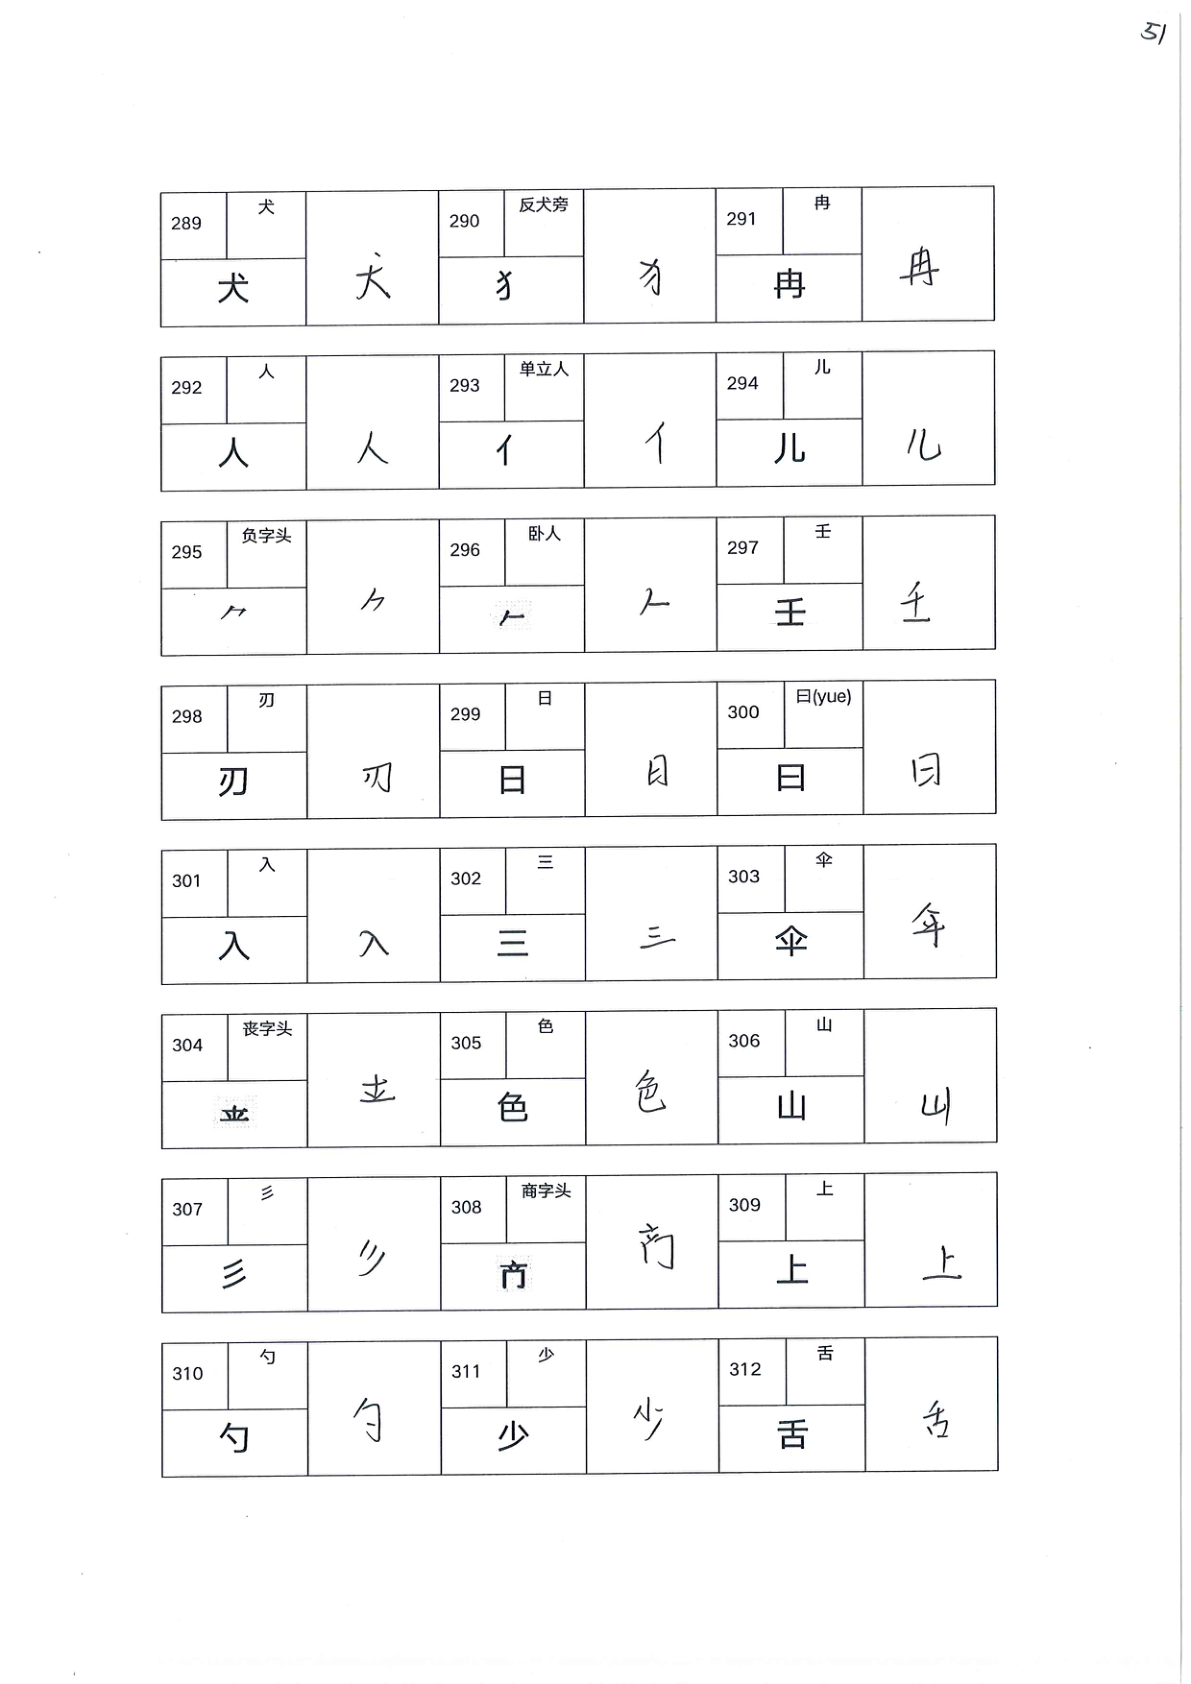 51
289 犬 犬 犬 290 反犬旁 犭 犭 291 冉 冉 冉
292 人 人 人 293 单立人 亻 亻 294 儿 儿 儿
295 负字头 ⺈ ⺈ 296 卧人 𠂉 𠂉 297 壬 壬 壬
298 刃 刃 刃 299 日 日 日 300 曰(yue) 曰 曰
301 入 入 入 302 三 三 三 303 伞 伞 伞
304 丧字头 305 色 色 色 306 山 山 山
307 彡 彡 彡 308 商字头 309 上 上 上
310 勺 勺 勺 311 少 少 少 312 舌 舌 舌